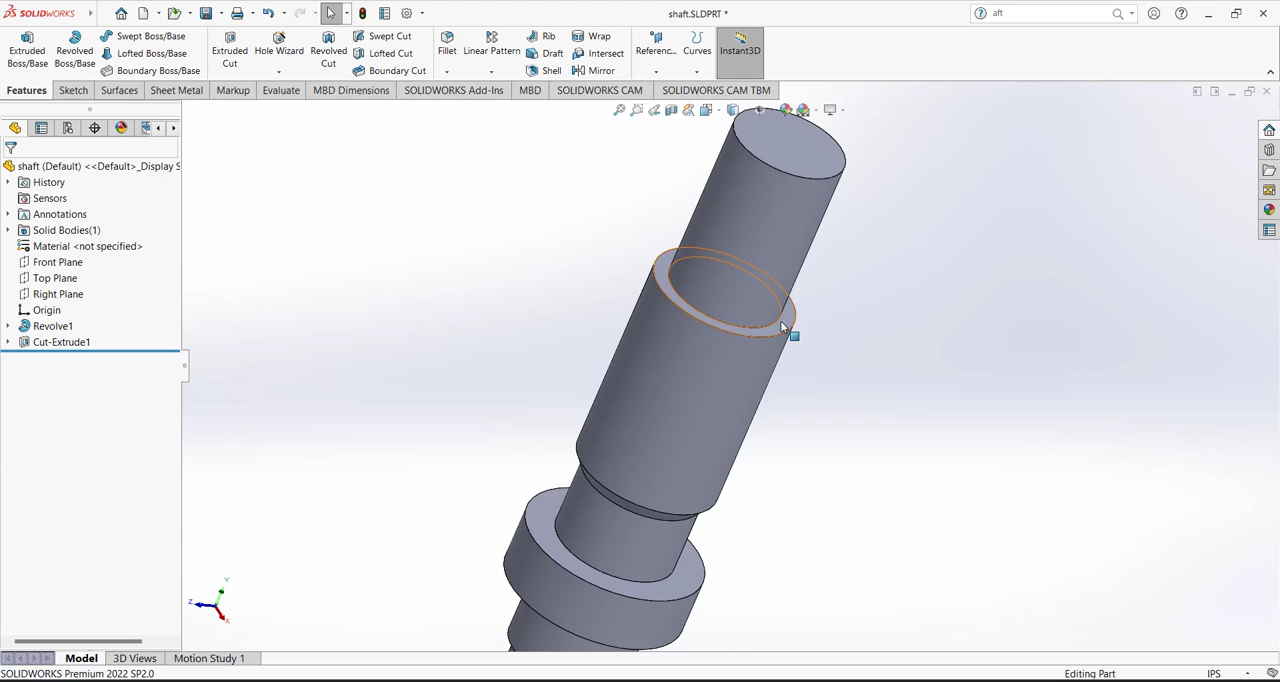 SOLIDWORKS
shaft.SLDPRT *
aft
Extruded Boss/Base
Revolved Boss/Base
Swept Boss/Base
Lofted Boss/Base
Boundary Boss/Base
Extruded Cut
Hole Wizard
Revolved Cut
Swept Cut
Lofted Cut
Boundary Cut
Fillet
Linear Pattern
Rib
Draft
Shell
Wrap
Intersect
Mirror
Referenc...
Curves
Instant3D
Features
Sketch
Surfaces
Sheet Metal
Markup
Evaluate
MBD Dimensions
SOLIDWORKS Add-Ins
MBD
SOLIDWORKS CAM
SOLIDWORKS CAM TBM
shaft (Default) <<Default>_Display S
History
Sensors
Annotations
Solid Bodies(1)
Material <not specified>
Front Plane
Top Plane
Right Plane
Origin
Revolve1
Cut-Extrude1
Y
Z
X
Model
3D Views
Motion Study 1
SOLIDWORKS Premium 2022 SP2.0
Editing Part
IPS